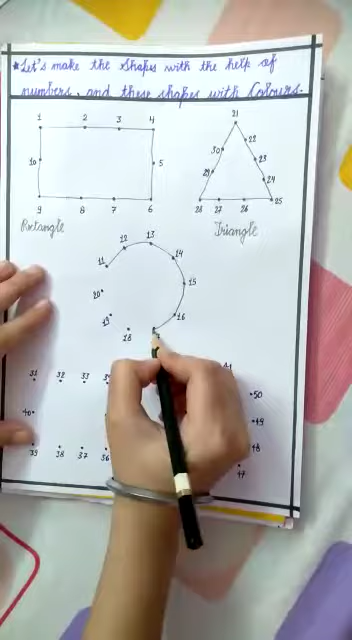 *Let's make the Shapes with the help of
numbers, and these shapes with Colours.
1 2 3 4
10 5
9 8 7 6
Rectangle
21
30 22
29 23
24
28 27 26 25
Triangle
11 12 13 14
20 15
19 16
18
31 32 33
40
39 38 37 36
50
49
48
47